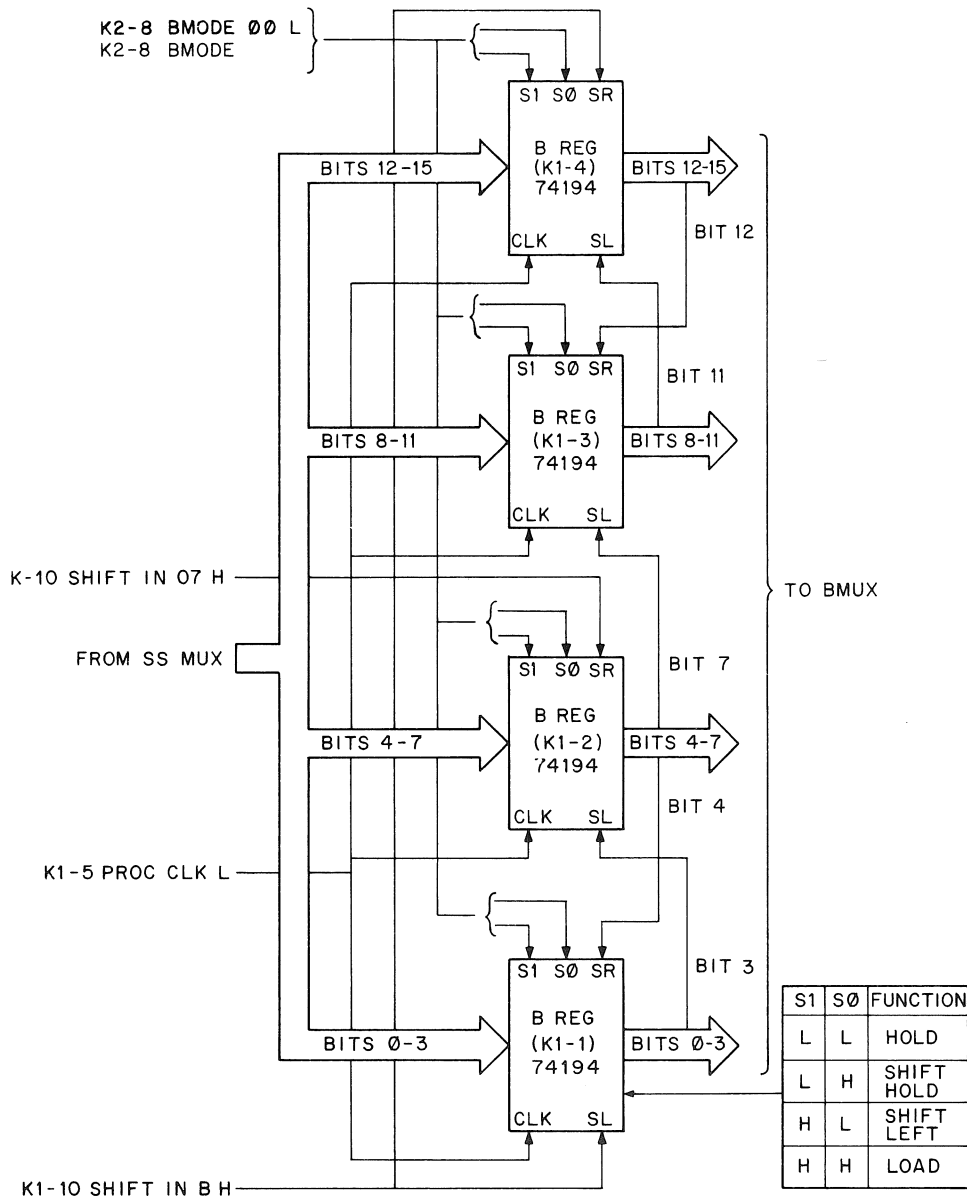 K2-8 BMODE ØØ L
K2-8 BMODE
S1 SØ SR
B REG
(K1-4)
74194
CLK SL
BITS 12-15
BITS 12-15
BIT 12
S1 SØ SR
B REG
(K1-3)
74194
CLK SL
BITS 8-11
BITS 8-11
BIT 11
K-10 SHIFT IN 07 H
FROM SS MUX
TO BMUX
S1 SØ SR
B REG
(K1-2)
74194
CLK SL
BITS 4-7
BITS 4-7
BIT 7
BIT 4
K1-5 PROC CLK L
S1 SØ SR
B REG
(K1-1)
74194
CLK SL
BITS Ø-3
BITS Ø-3
BIT 3
K1-10 SHIFT IN B H
S1 SØ FUNCTION
L L HOLD
L H SHIFT
HOLD
H L SHIFT
LEFT
H H LOAD